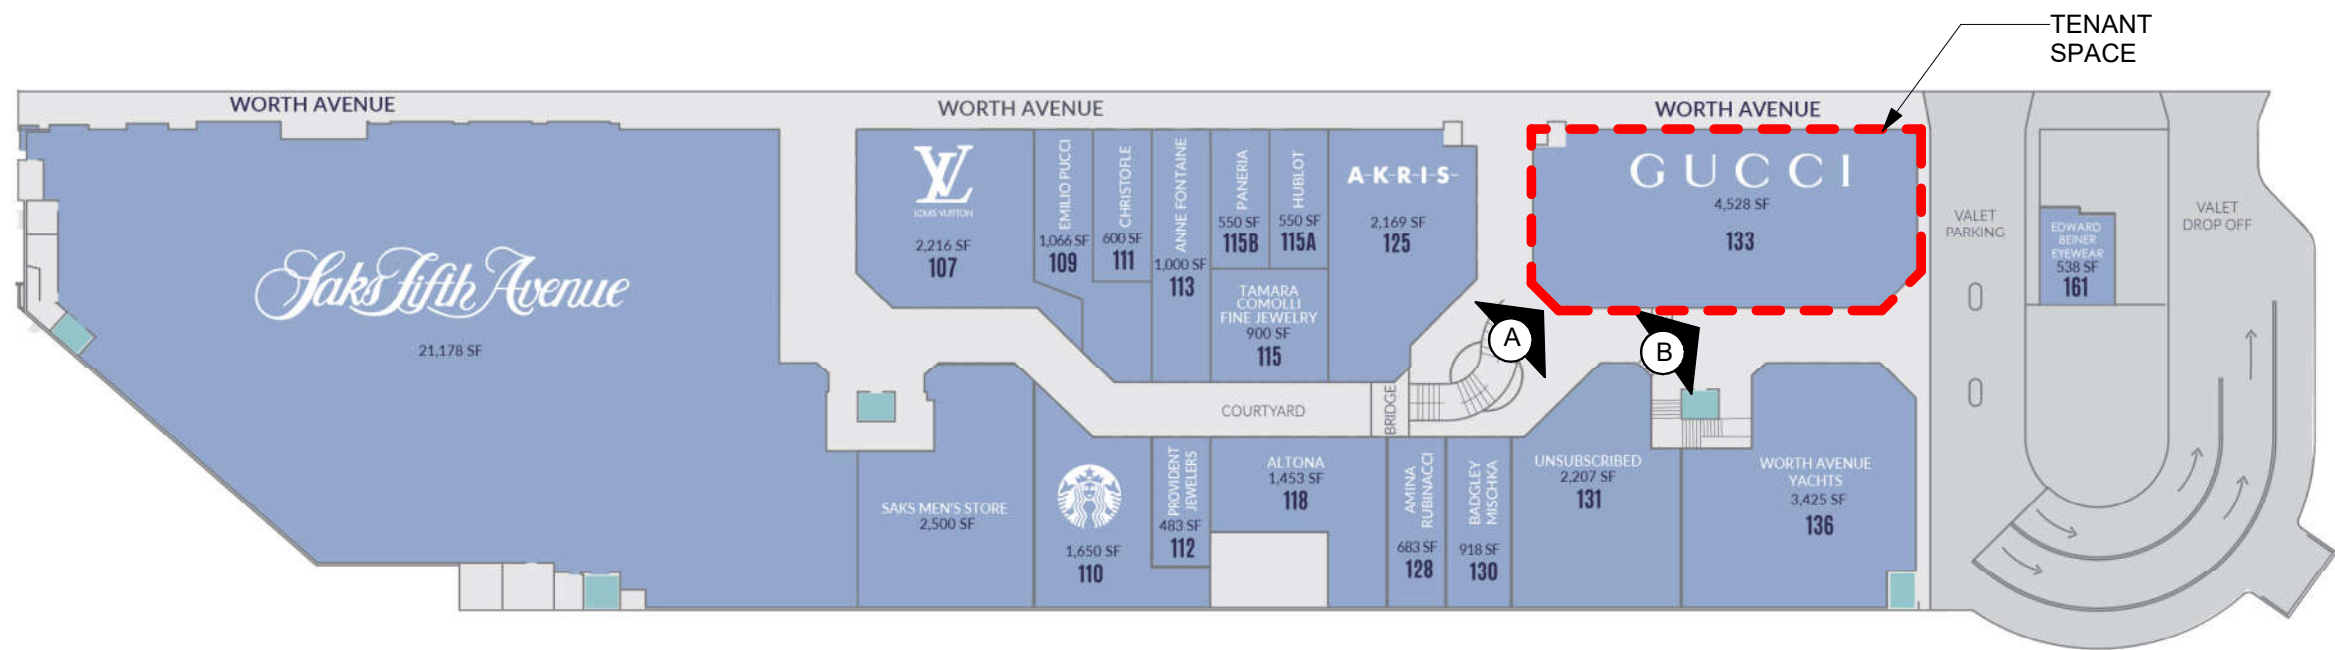 TENANT
SPACE
WORTH AVENUE
WORTH AVENUE
WORTH AVENUE
Saks Fifth Avenue
21,178 SF
LV
LOUIS VUITTON
2,216 SF
107
EMILIO PUCCI
1,066 SF
109
CHRISTOFLE
600 SF
111
ANNE FONTAINE
1,000 SF
113
PANERIA
550 SF
115B
HUBLOT
550 SF
115A
TAMARA
COMOLLI
FINE JEWELRY
900 SF
115
A-K-R-I-S-
2,169 SF
125
GUCCI
4,528 SF
133
VALET
PARKING
EDWARD
BEINER
EYEWEAR
538 SF
161
VALET
DROP OFF
A
B
COURTYARD
BRIDGE
SAKS MEN'S STORE
2,500 SF
1,650 SF
110
PROVIDENT
JEWELERS
483 SF
112
ALTONA
1,453 SF
118
AMINA
RUBINACCI
683 SF
128
BADGLEY
MISCHKA
918 SF
130
UNSUBSCRIBED
2,207 SF
131
WORTH AVENUE
YACHTS
3,425 SF
136